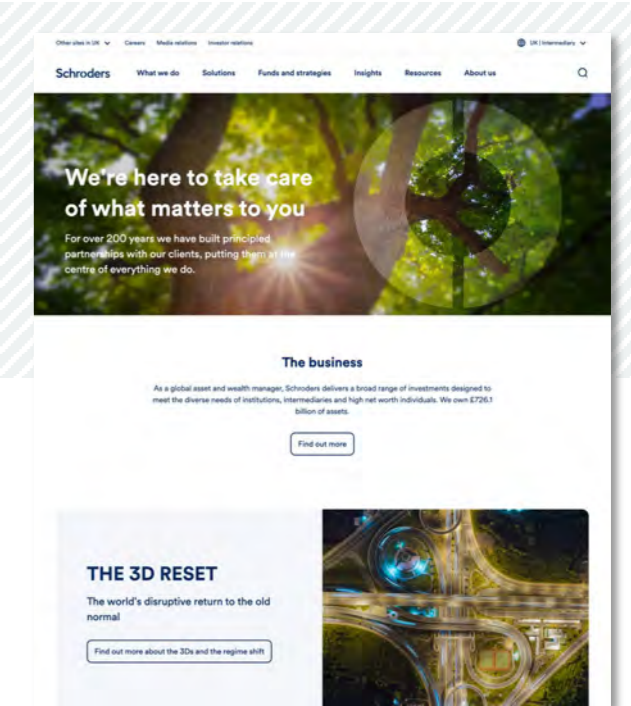 Other sites in UK Careers Media relations Investor relations UK | Intermediary
Schroders What we do Solutions Funds and strategies Insights Resources About us
We're here to take care
of what matters to you
For over 200 years we have built principled
partnerships with our clients, putting them at the
centre of everything we do.
The business
As a global asset and wealth manager, Schroders delivers a broad range of investments designed to
meet the diverse needs of institutions, intermediaries and high net worth individuals. We own £726.1
billion of assets.
Find out more
THE 3D RESET
The world's disruptive return to the old
normal
Find out more about the 3Ds and the regime shift